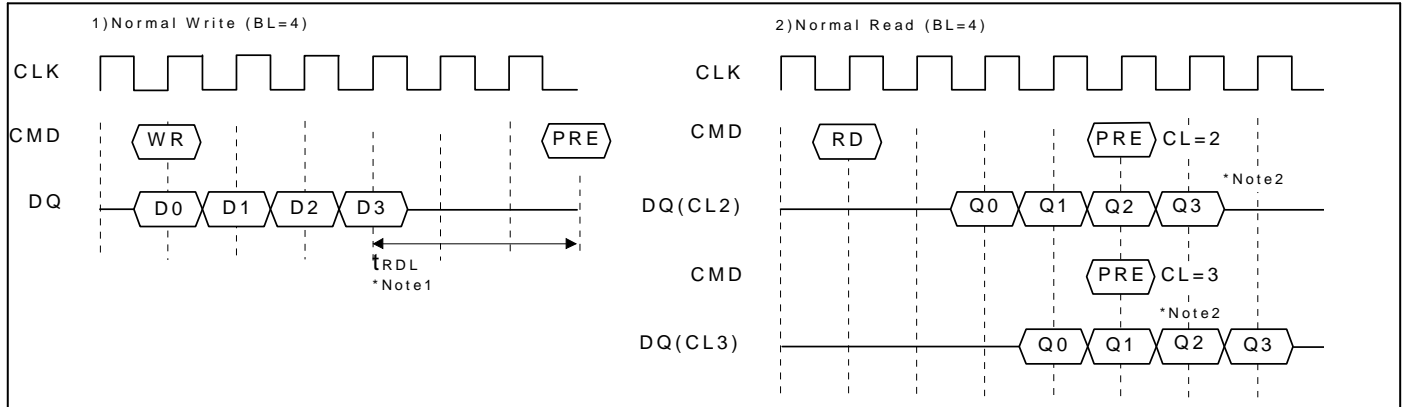 1)Normal Write (BL=4)
CLK
CMD
WR
PRE
DQ
D0 D1 D2 D3
tRDL
*Note1
2)Normal Read (BL=4)
CLK
CMD
RD
PRE CL=2
*Note2
DQ(CL2)
Q0 Q1 Q2 Q3
CMD
PRE CL=3
*Note2
DQ(CL3)
Q0 Q1 Q2 Q3